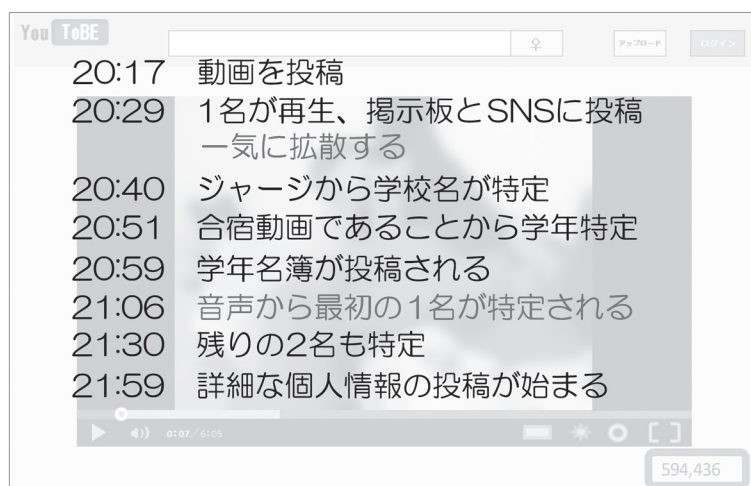 You ToBE
アップロード
ログイン
20:17 動画を投稿
20:29 1名が再生、掲示板とSNSに投稿
一気に拡散する
20:40 ジャージから学校名が特定
20:51 合宿動画であることから学年特定
20:59 学年名簿が投稿される
21:06 音声から最初の1名が特定される
21:30 残りの2名も特定
21:59 詳細な個人情報の投稿が始まる
0:07/6:05
594,436